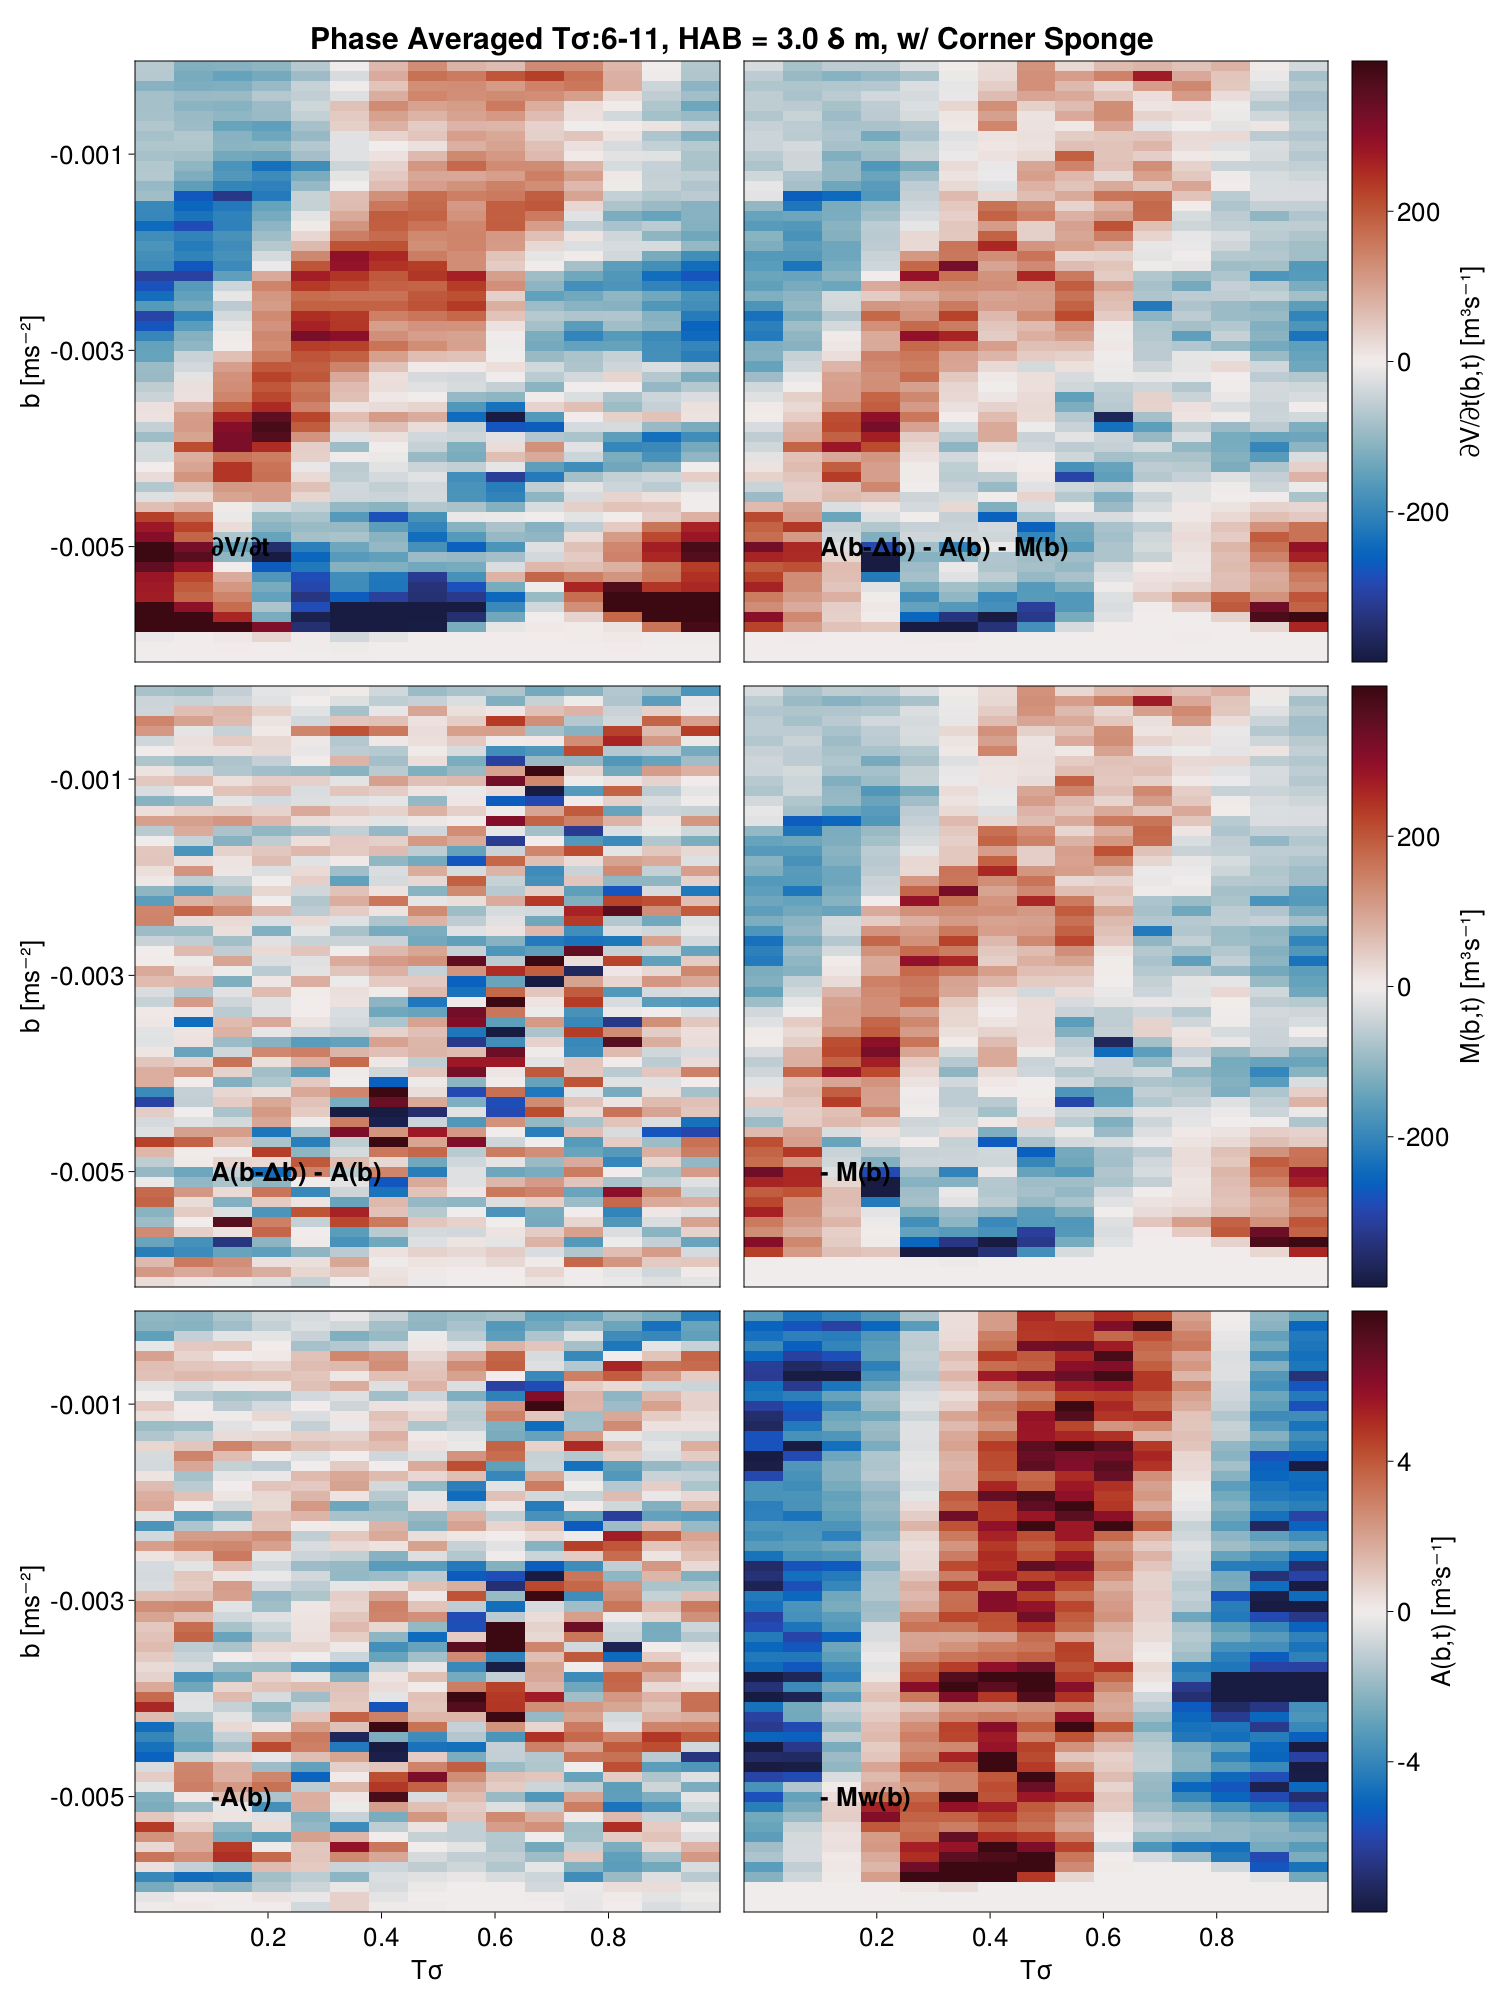 Phase Averaged Tσ:6-11, HAB = 3.0 δ m, w/ Corner Sponge
b [ms⁻²]
-0.001
-0.003
-0.005
∂V/∂t
A(b-Δb) - A(b) - M(b)
200
0
-200
∂V/∂t(b,t) [m³s⁻¹]
b [ms⁻²]
-0.001
-0.003
-0.005
A(b-Δb) - A(b)
- M(b)
200
0
-200
M(b,t) [m³s⁻¹]
b [ms⁻²]
-0.001
-0.003
-0.005
-A(b)
- Mw(b)
4
0
-4
A(b,t) [m³s⁻¹]
0.2 0.4 0.6 0.8
0.2 0.4 0.6 0.8
Tσ
Tσ